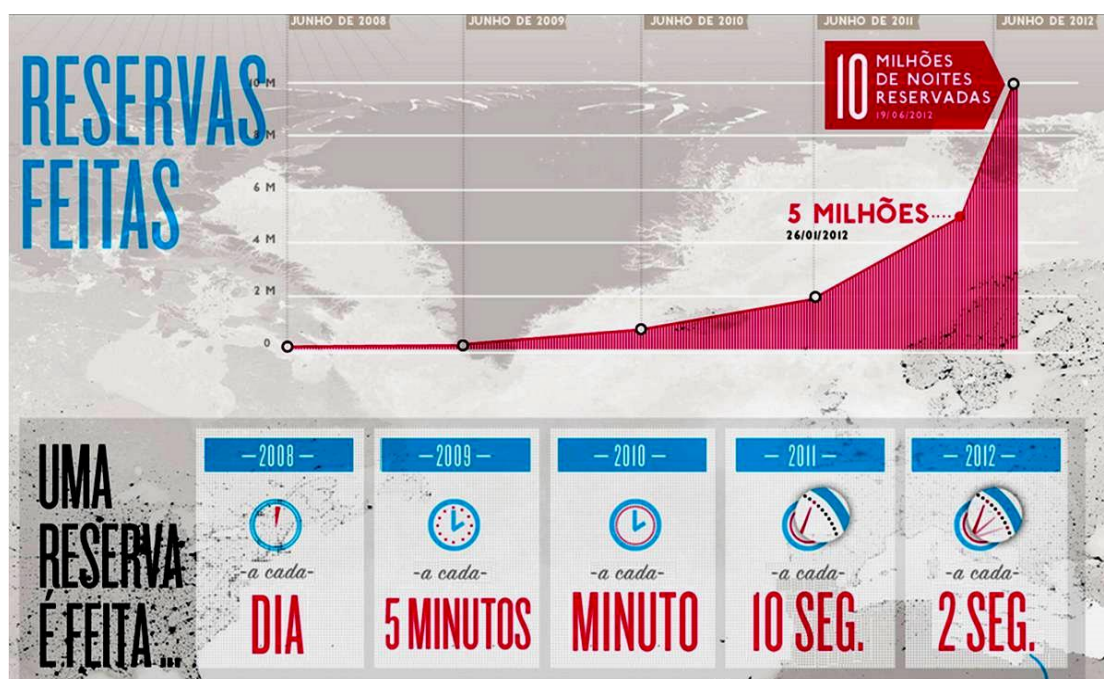 JUNHO DE 2008
JUNHO DE 2009
JUNHO DE 2010
JUNHO DE 2011
JUNHO DE 2012
RESERVAS
FEITAS
10 M
8 M
6 M
4 M
2 M
0
10 MILHÕES
DE NOITES
RESERVADAS
19/06/2012
5 MILHÕES
26/01/2012
UMA
RESERVA
É FEITA...
2008
a cada
DIA
2009
a cada
5 MINUTOS
2010
a cada
MINUTO
2011
a cada
10 SEG.
2012
a cada
2 SEG.